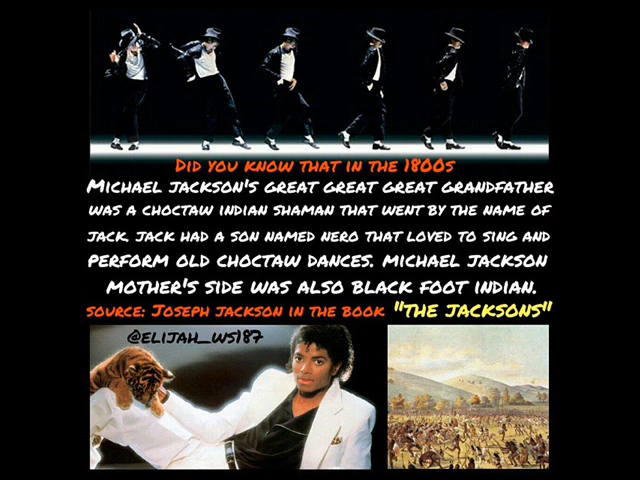 Did you know that in the 1800s
Michael Jackson's great great great grandfather
was a Choctaw Indian shaman that went by the name of
Jack. Jack had a son named Nero that loved to sing and
perform old Choctaw dances. Michael Jackson
mother's side was also Black Foot Indian.
source: Joseph Jackson in the book "The Jacksons"
@elijah_ws187